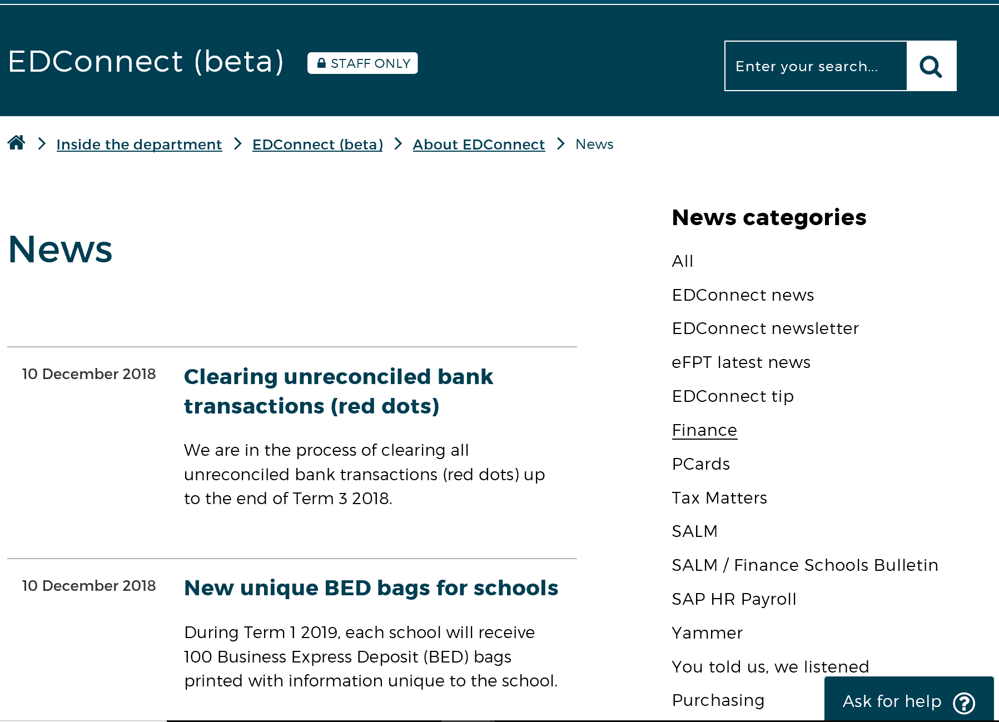 EDConnect (beta)
STAFF ONLY
Enter your search...
Inside the department
EDConnect (beta)
About EDConnect
News
News
10 December 2018
Clearing unreconciled bank
transactions (red dots)
We are in the process of clearing all
unreconciled bank transactions (red dots) up
to the end of Term 3 2018.
10 December 2018
New unique BED bags for schools
During Term 1 2019, each school will receive
100 Business Express Deposit (BED) bags
printed with information unique to the school.
News categories
All
EDConnect news
EDConnect newsletter
eFPT latest news
EDConnect tip
Finance
PCards
Tax Matters
SALM
SALM / Finance Schools Bulletin
SAP HR Payroll
Yammer
You told us, we listened
Purchasing
Ask for help